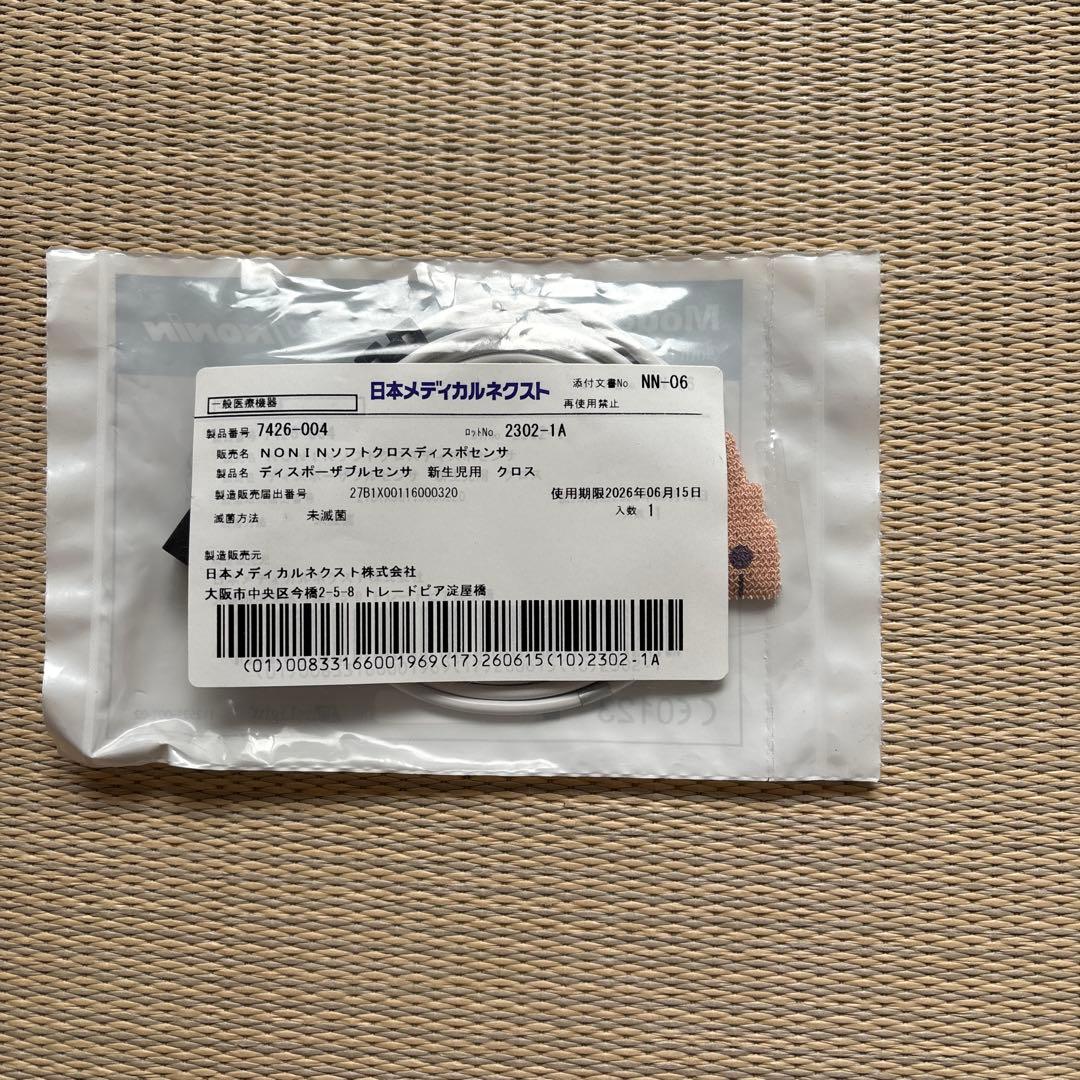 日本メディカルネクスト
添付文書No NN-06
一般医療機器
再使用禁止
製品番号 7426-004 ロットNo 2302-1A
販売名 NONINソフトクロスディスポセンサ
製品名 ディスポーザブルセンサ 新生児用 クロス
製造販売届出番号 27B1X00116000320 使用期限2026年06月15日
滅菌方法 未滅菌 入数 1
製造販売元
日本メディカルネクスト株式会社
大阪市中央区今橋2-5-8 トレードピア淀屋橋
(01)00833166001969(17)260615(10)2302-1A
NONIN
CE0123